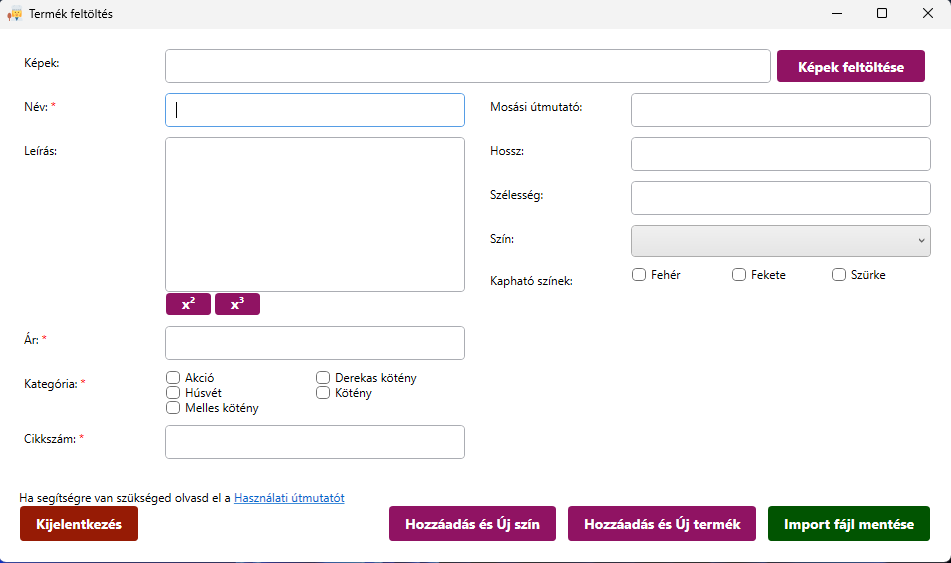 Termék feltöltés
Képek:
Képek feltöltése
Név: *
Mosási útmutató:
Leírás:
Hossz:
Szélesség:
Szín:
Kapható színek:
Fehér
Fekete
Szürke
x²
x³
Ár: *
Kategória: *
Akció
Derekas kötény
Húsvét
Kötény
Melles kötény
Cikkszám: *
Ha segítségre van szükséged olvasd el a Használati útmutatót
Kijelentkezés
Hozzáadás és Új szín
Hozzáadás és Új termék
Import fájl mentése